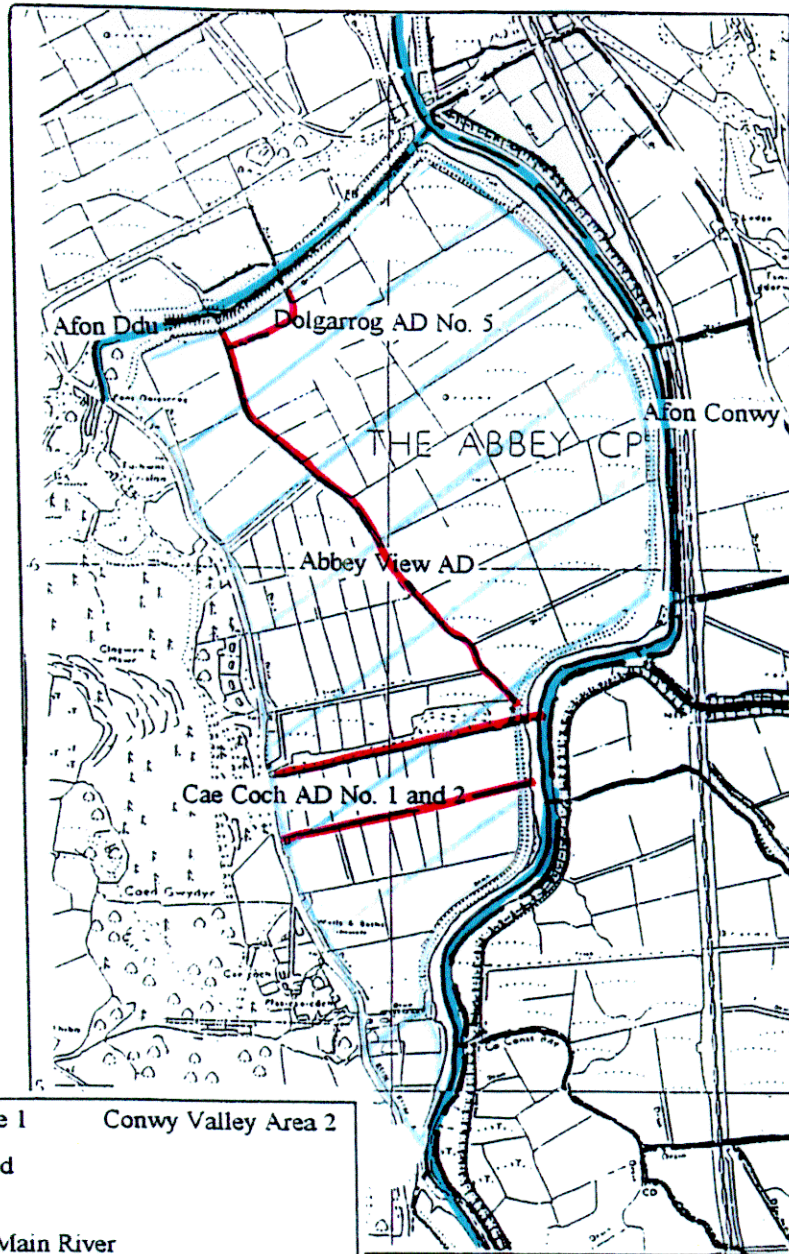 Afon Ddu
Dolgarrog AD No. 5
Afon Conwy
THE ABBEY CP
Abbey View AD
Cae Coch AD No. 1 and 2
Coed Gwydyr
Lodge
e 1 Conwy Valley Area 2
d
Main River